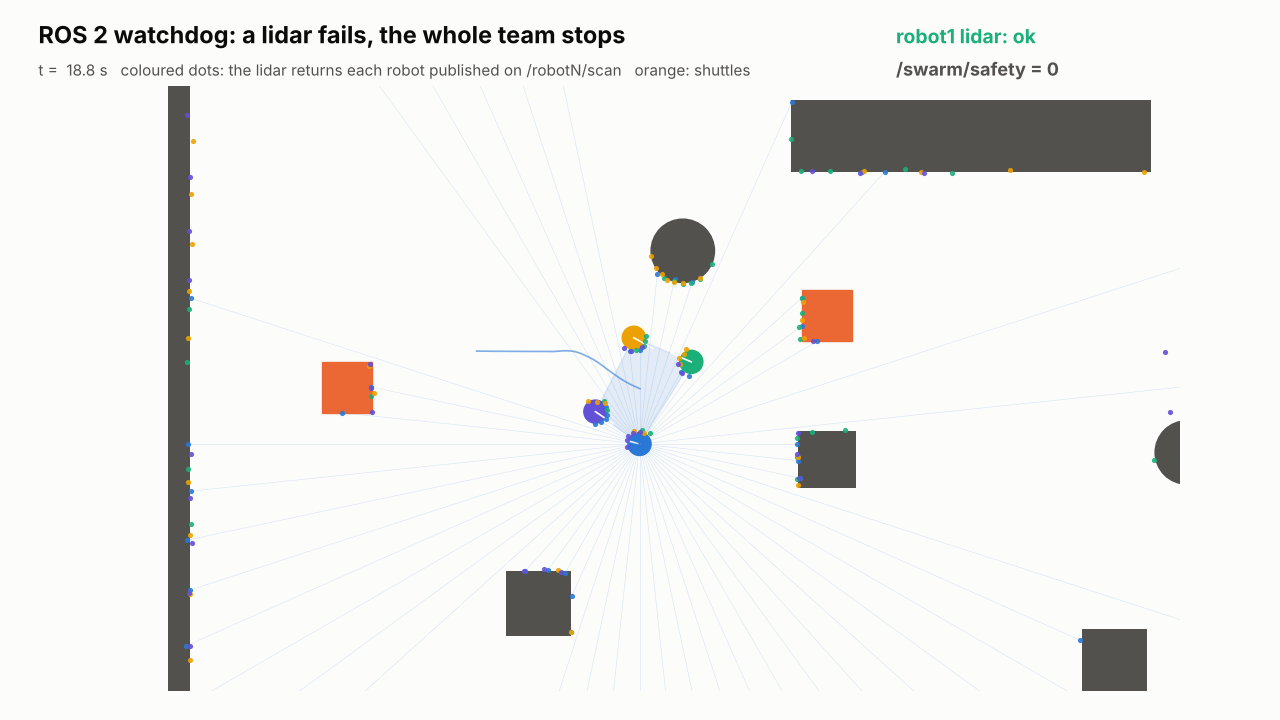 ROS 2 watchdog: a lidar fails, the whole team stops
robot1 lidar: ok
t =  18.8 s   coloured dots: the lidar returns each robot published on /robotN/scan   orange: shuttles
/swarm/safety = 0